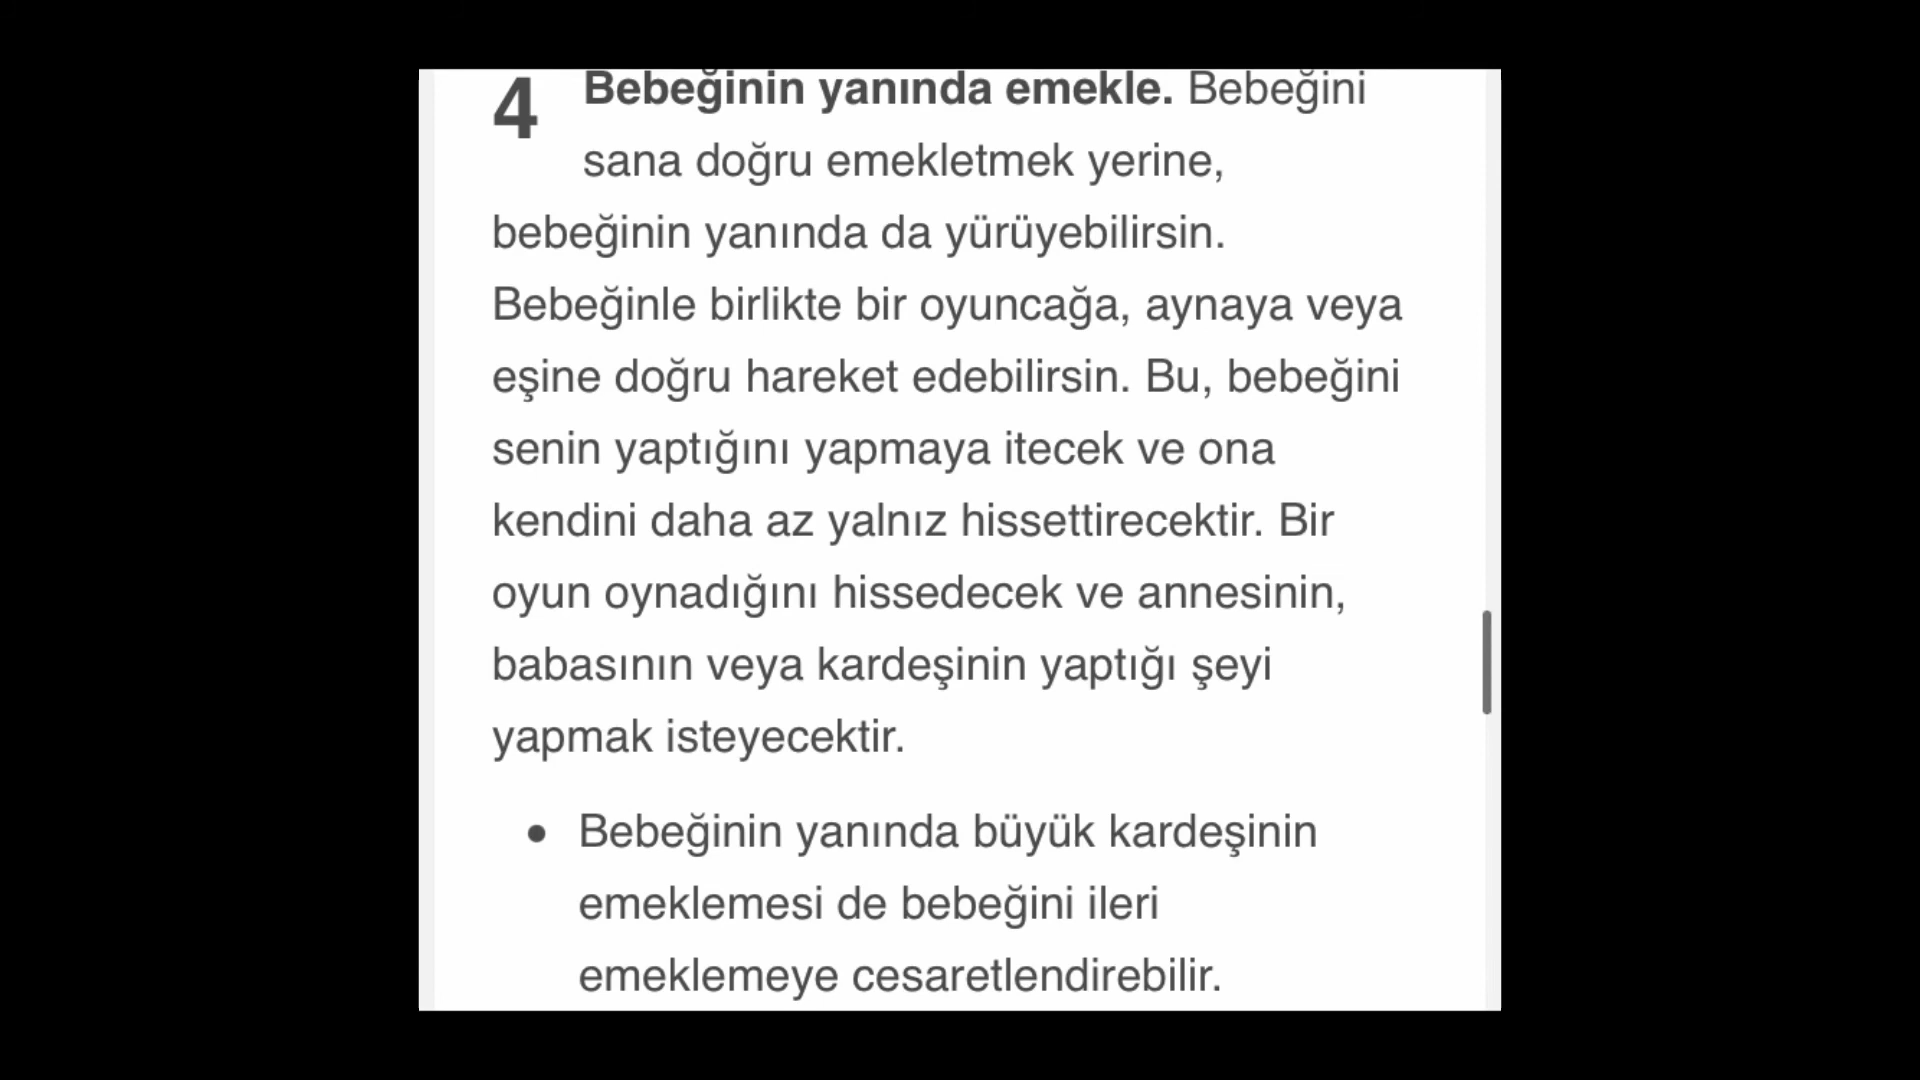 4 Bebeğinin yanında emekle. Bebeğini
sana doğru emekletmek yerine,
bebeğinin yanında da yürüyebilirsin.
Bebeğinle birlikte bir oyuncağa, aynaya veya
eşine doğru hareket edebilirsin. Bu, bebeğini
senin yaptığını yapmaya itecek ve ona
kendini daha az yalnız hissettirecektir. Bir
oyun oynadığını hissedecek ve annesinin,
babasının veya kardeşinin yaptığı şeyi
yapmak isteyecektir.
• Bebeğinin yanında büyük kardeşinin
emeklemesi de bebeğini ileri
emeklemeye cesaretlendirebilir.